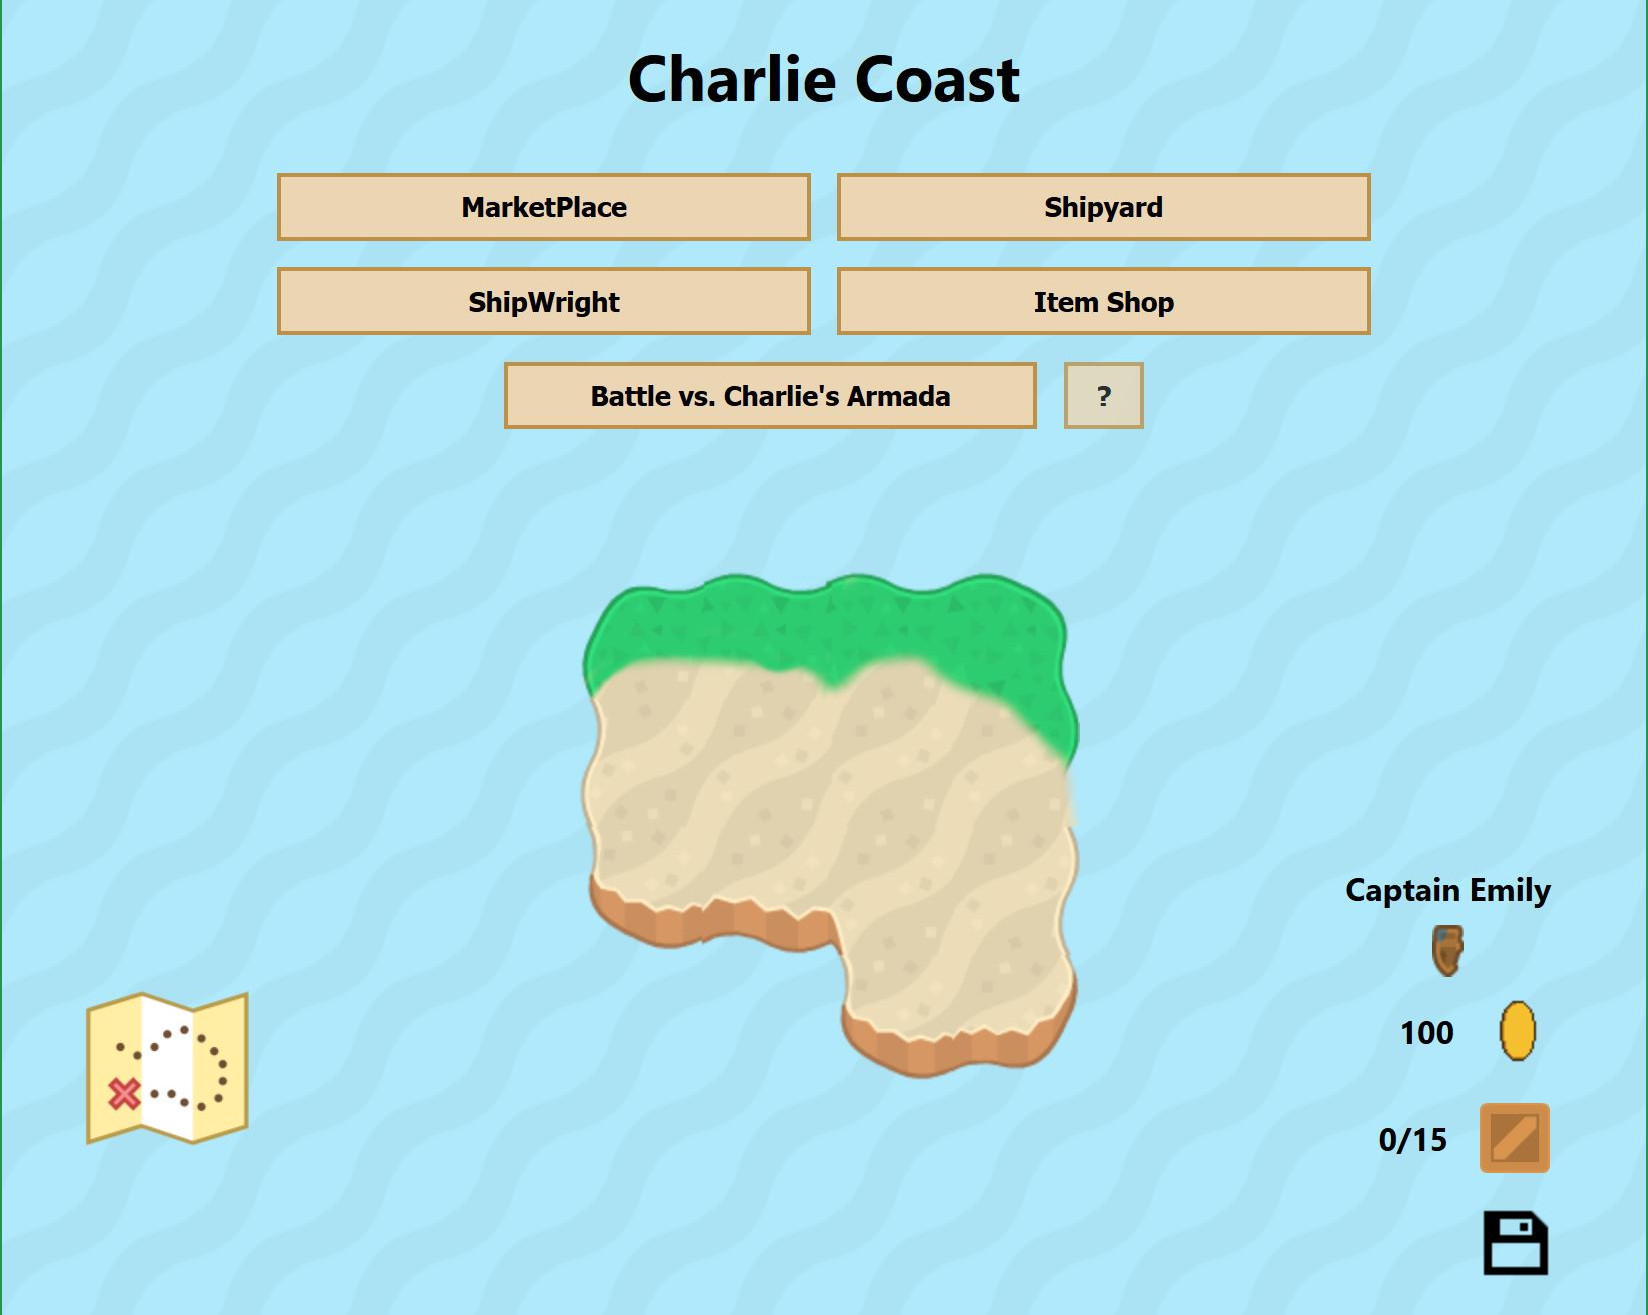 Charlie Coast
MarketPlace
Shipyard
ShipWright
Item Shop
Battle vs. Charlie's Armada
?
Captain Emily
100
0/15